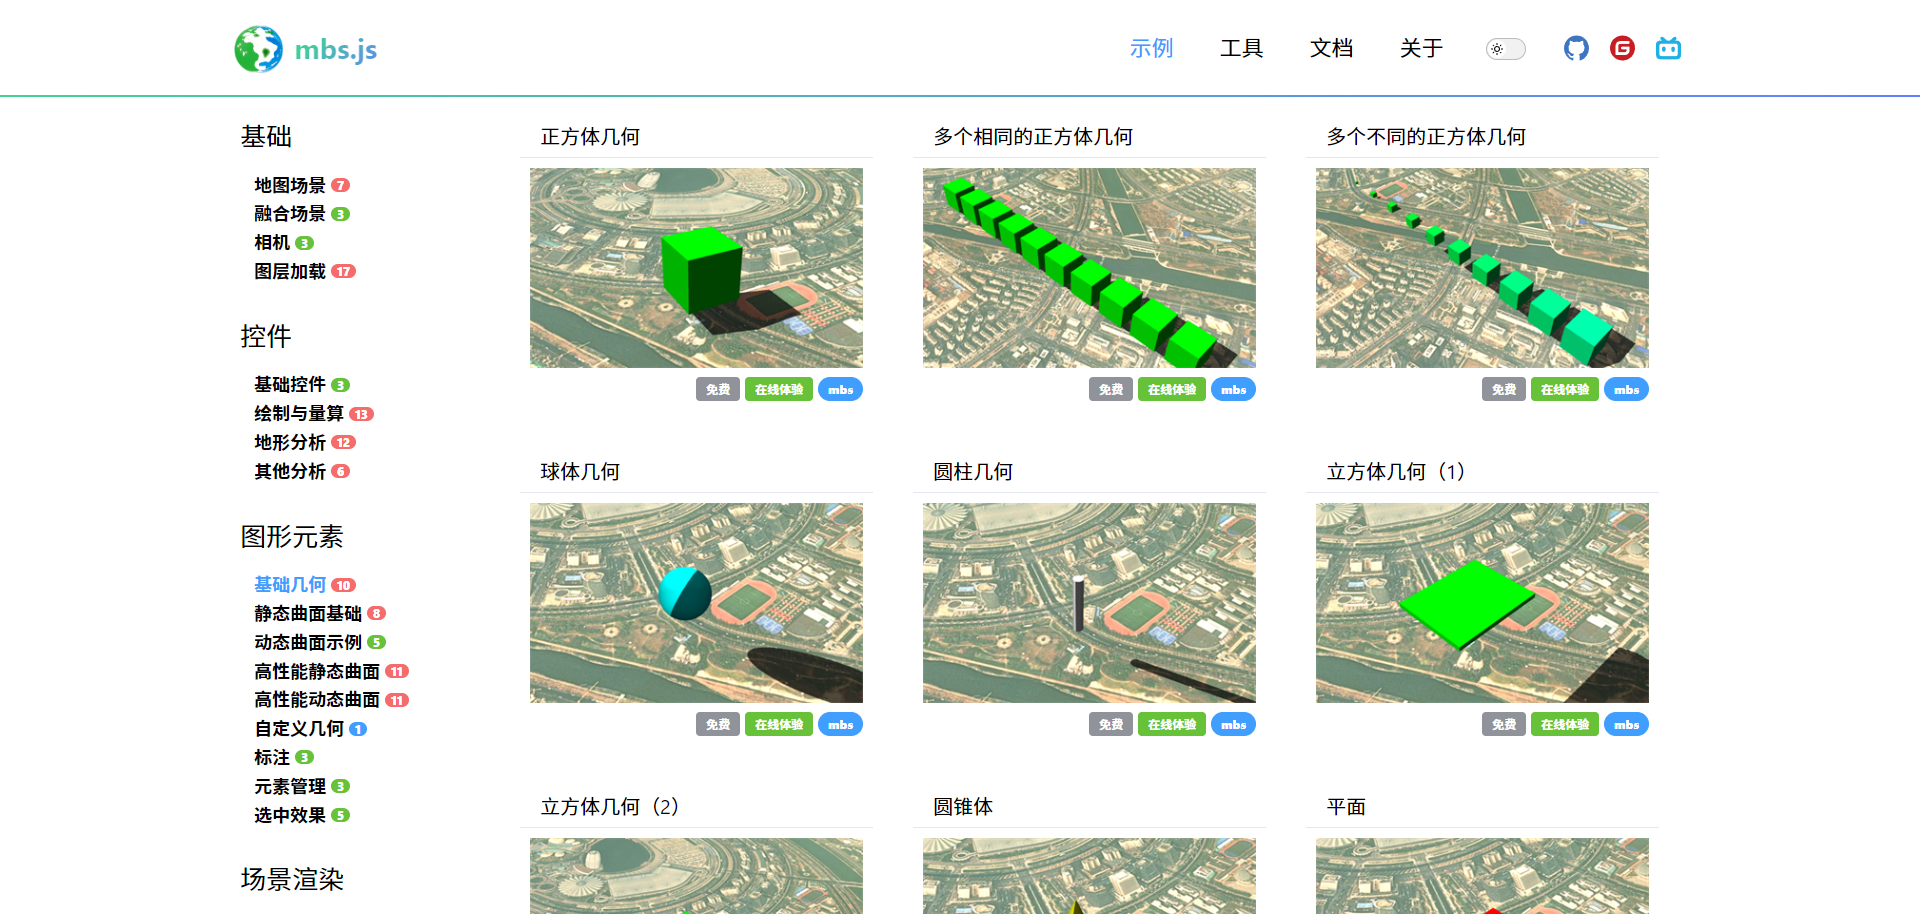 mbs.js
示例 工具 文档 关于
基础
地图场景 7
融合场景 3
相机 3
图层加载 17
控件
基础控件 3
绘制与量算 13
地形分析 12
其他分析 6
图形元素
基础几何 10
静态曲面基础 8
动态曲面示例 5
高性能静态曲面 11
高性能动态曲面 11
自定义几何 1
标注 3
元素管理 3
选中效果 5
场景渲染
正方体几何
免费 在线体验 mbs
多个相同的正方体几何
免费 在线体验 mbs
多个不同的正方体几何
免费 在线体验 mbs
球体几何
免费 在线体验 mbs
圆柱几何
免费 在线体验 mbs
立方体几何（1）
免费 在线体验 mbs
立方体几何（2）
圆锥体
平面